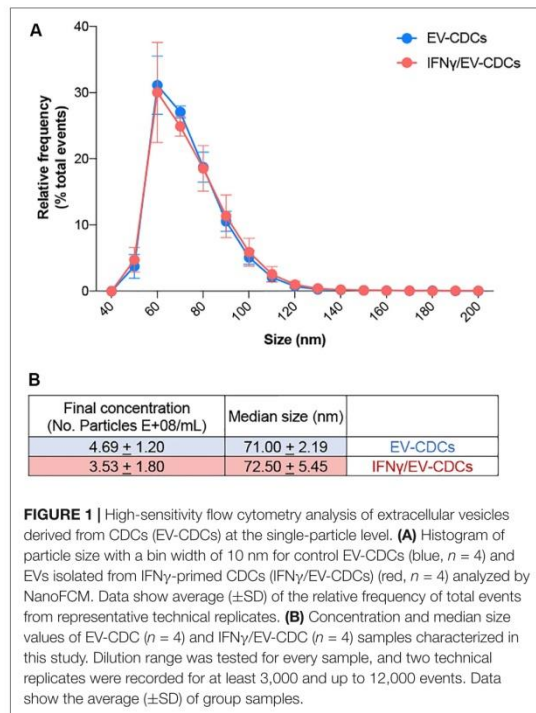 A
EV-CDCs
IFNγ/EV-CDCs
Relative frequency
(% total events)
40
30
20
10
0
40 60 80 100 120 140 160 180 200
Size (nm)
B
Final concentration
(No. Particles E+08/mL)
Median size (nm)
4.69 ± 1.20 71.00 ± 2.19 EV-CDCs
3.53 ± 1.80 72.50 ± 5.45 IFNγ/EV-CDCs
FIGURE 1 | High-sensitivity flow cytometry analysis of extracellular vesicles
derived from CDCs (EV-CDCs) at the single-particle level. (A) Histogram of
particle size with a bin width of 10 nm for control EV-CDCs (blue, n = 4) and
EVs isolated from IFNγ-primed CDCs (IFNγ/EV-CDCs) (red, n = 4) analyzed by
NanoFCM. Data show average (±SD) of the relative frequency of total events
from representative technical replicates. (B) Concentration and median size
values of EV-CDC (n = 4) and IFNγ/EV-CDC (n = 4) samples characterized in
this study. Dilution range was tested for every sample, and two technical
replicates were recorded for at least 3,000 and up to 12,000 events. Data
show the average (±SD) of group samples.